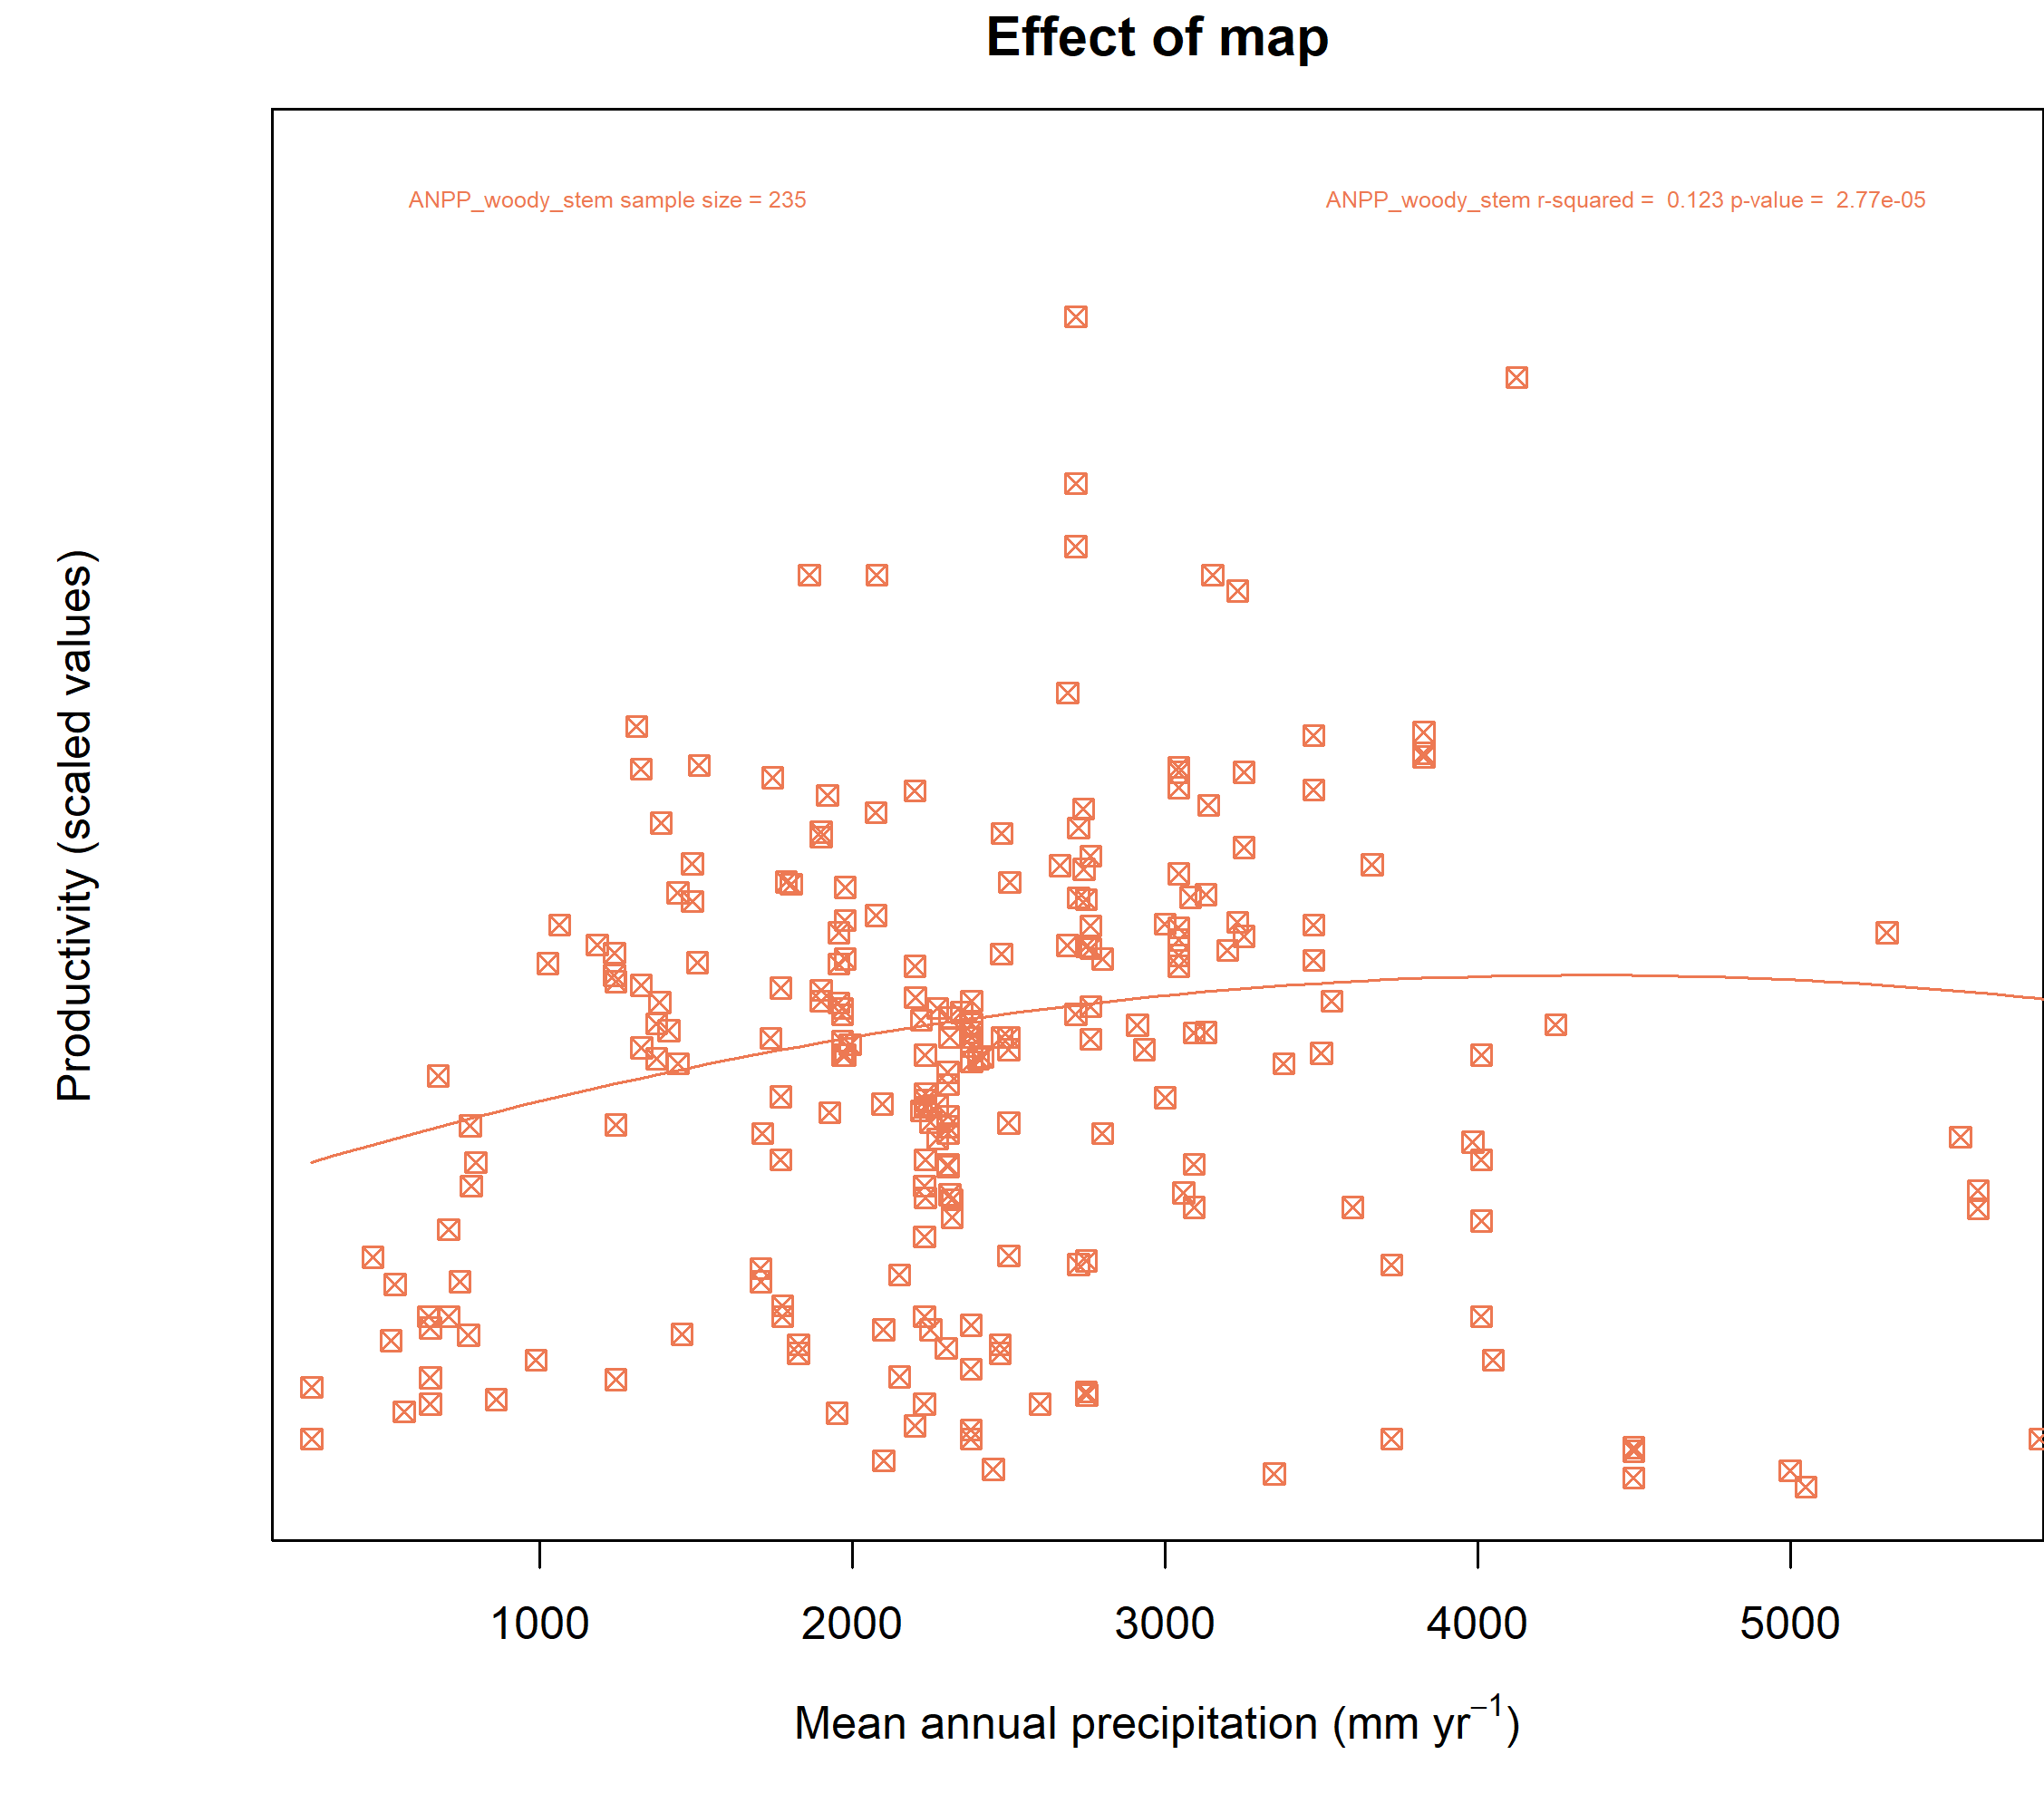 Effect of map
ANPP_woody_stem sample size = 235
ANPP_woody_stem r-squared =  0.123 p-value =  2.77e-05
Productivity (scaled values)
1000 2000 3000 4000 5000
Mean annual precipitation (mm yr⁻¹)